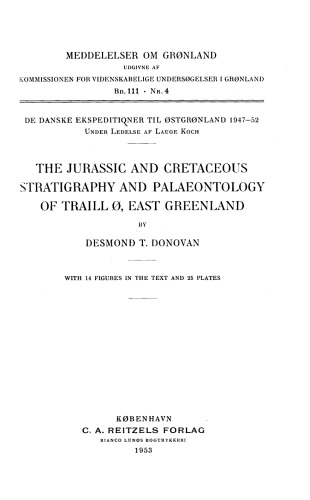 MEDDELELSER OM GRØNLAND
UDGIVNE AF
KOMMISSIONEN FOR VIDENSKABELIGE UNDERSØGELSER I GRØNLAND
BD. 111 · NR. 4
DE DANSKE EKSPEDITIONER TIL ØSTGRØNLAND 1947–52
UNDER LEDELSE AF LAUGE KOCH
THE JURASSIC AND CRETACEOUS
STRATIGRAPHY AND PALAEONTOLOGY
OF TRAILL Ø, EAST GREENLAND
BY
DESMOND T. DONOVAN
WITH 14 FIGURES IN THE TEXT AND 25 PLATES
KØBENHAVN
C. A. REITZELS FORLAG
BIANCO LUNOS BOGTRYKKERI
1953